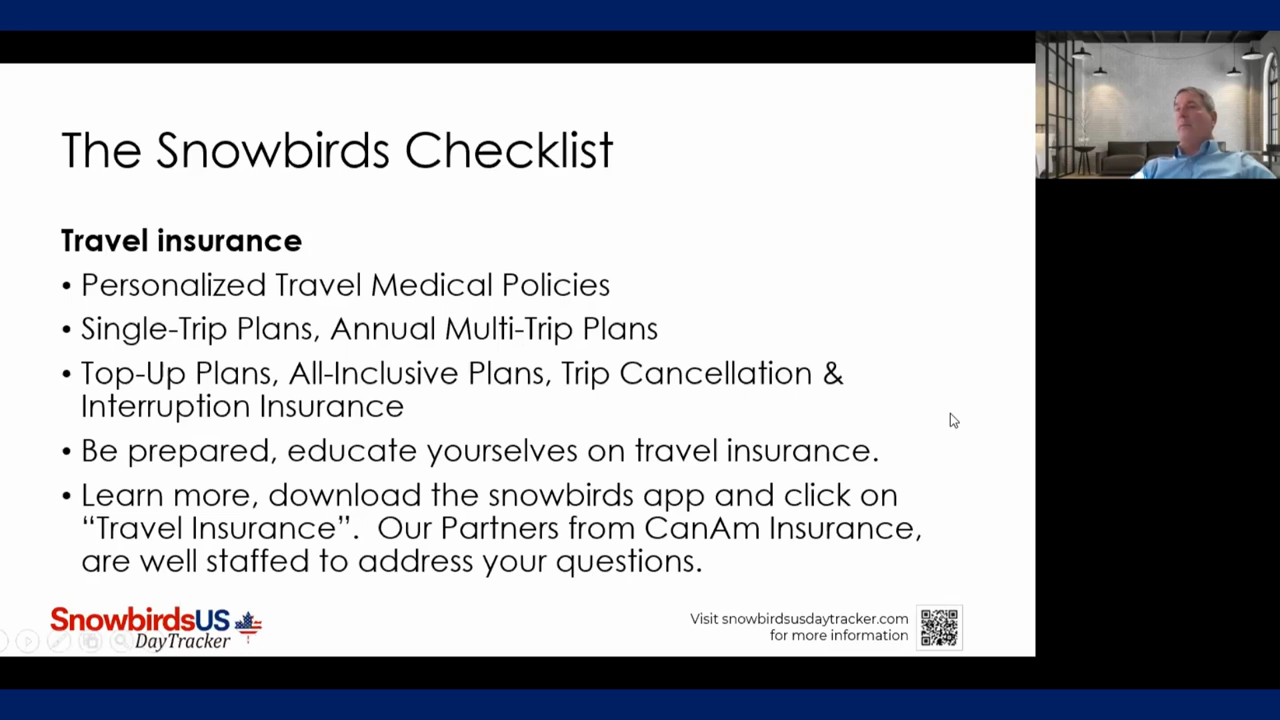 The Snowbirds Checklist
Travel insurance
• Personalized Travel Medical Policies
• Single-Trip Plans, Annual Multi-Trip Plans
• Top-Up Plans, All-Inclusive Plans, Trip Cancellation &
Interruption Insurance
• Be prepared, educate yourselves on travel insurance.
• Learn more, download the snowbirds app and click on
“Travel Insurance”.  Our Partners from CanAm Insurance,
are well staffed to address your questions.
SnowbirdsUS
DayTracker
Visit snowbirdsusdaytracker.com
for more information